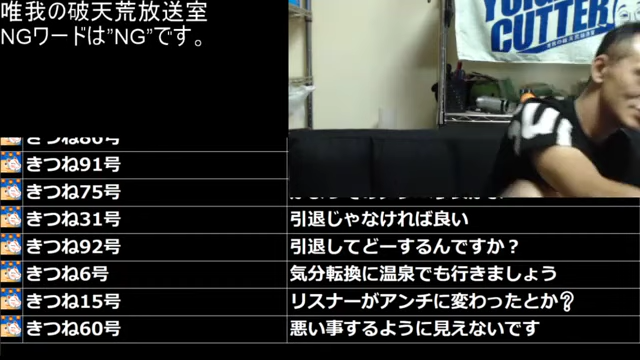 唯我の破天荒放送室
NGワードは”NG”です。
CUTTER
きつね86号
きつね91号
きつね75号
きつね31号 引退じゃなければ良い
きつね92号 引退してどーするんですか？
きつね6号 気分転換に温泉でも行きましょう
きつね15号 リスナーがアンチに変わったとか？
きつね60号 悪い事するように見えないです